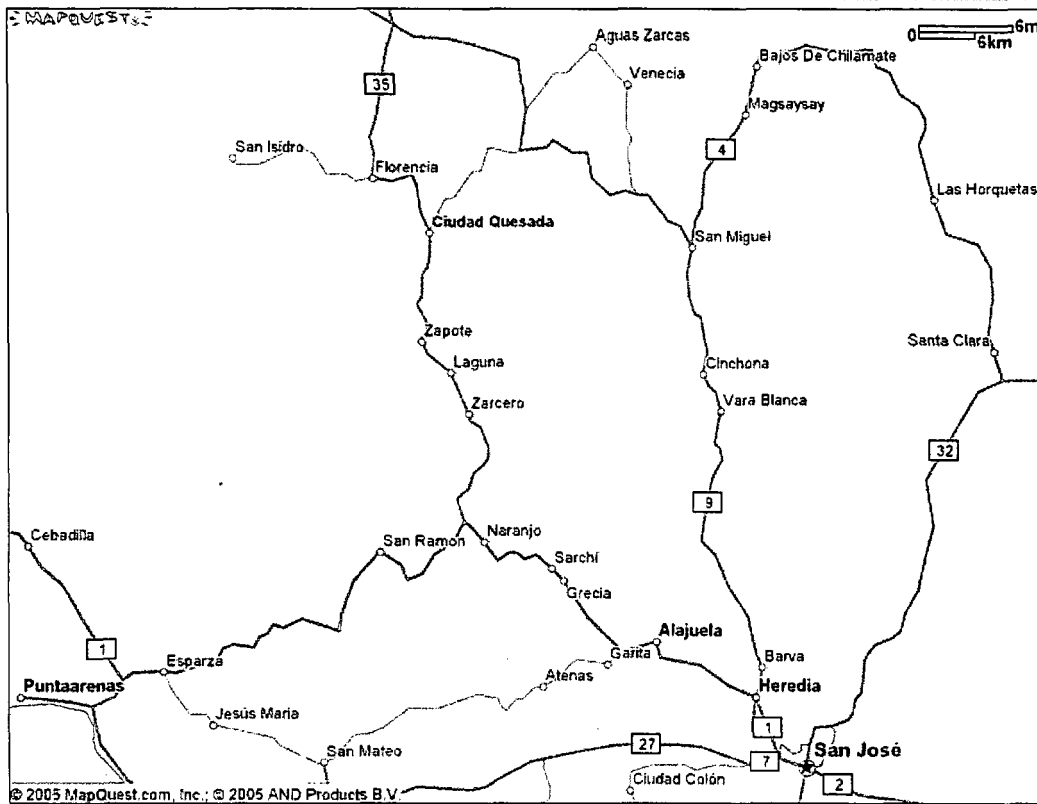 MAPQUEST
0 6m
6km
Aguas Zarcas
Bajos De Chilamate
35
Venecia
Magsaysay
San Isidro
4
Florencia
Las Horquetas
Ciudad Quesada
San Miguel
Zapote
Santa Clara
Laguna
Cinchona
Zarcero
Vara Blanca
32
9
Cebadilla
San Ramon
Naranjo
Sarchí
Grecia
Alajuela
1
Esparza
Garita
Barva
Puntaarenas
Atenas
Heredia
Jesús Maria
1
San Mateo
27
7
San José
Ciudad Colón
2
© 2005 MapQuest.com, Inc.; © 2005 AND Products B.V.